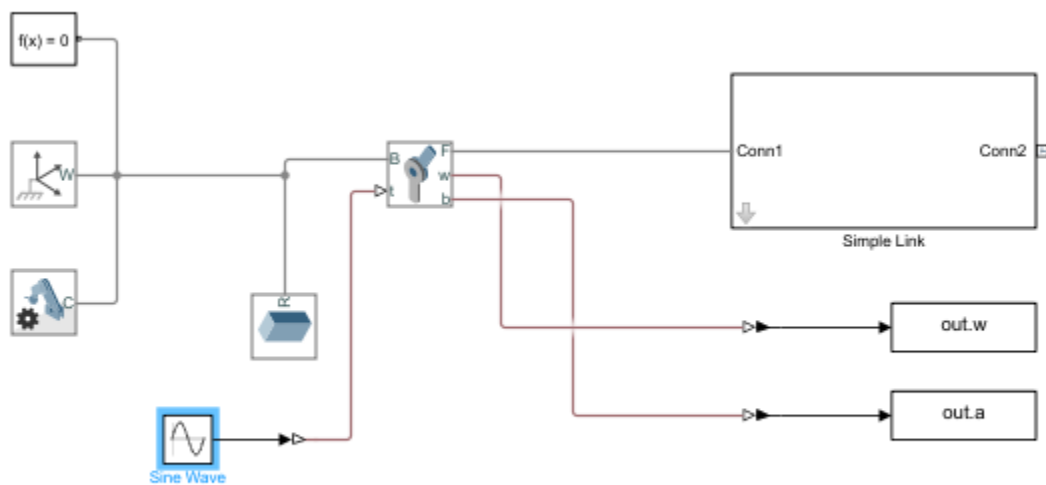 f(x) = 0
W
C
B
t
F
w
b
R
Conn1
Conn2
Simple Link
out.w
out.a
Sine Wave